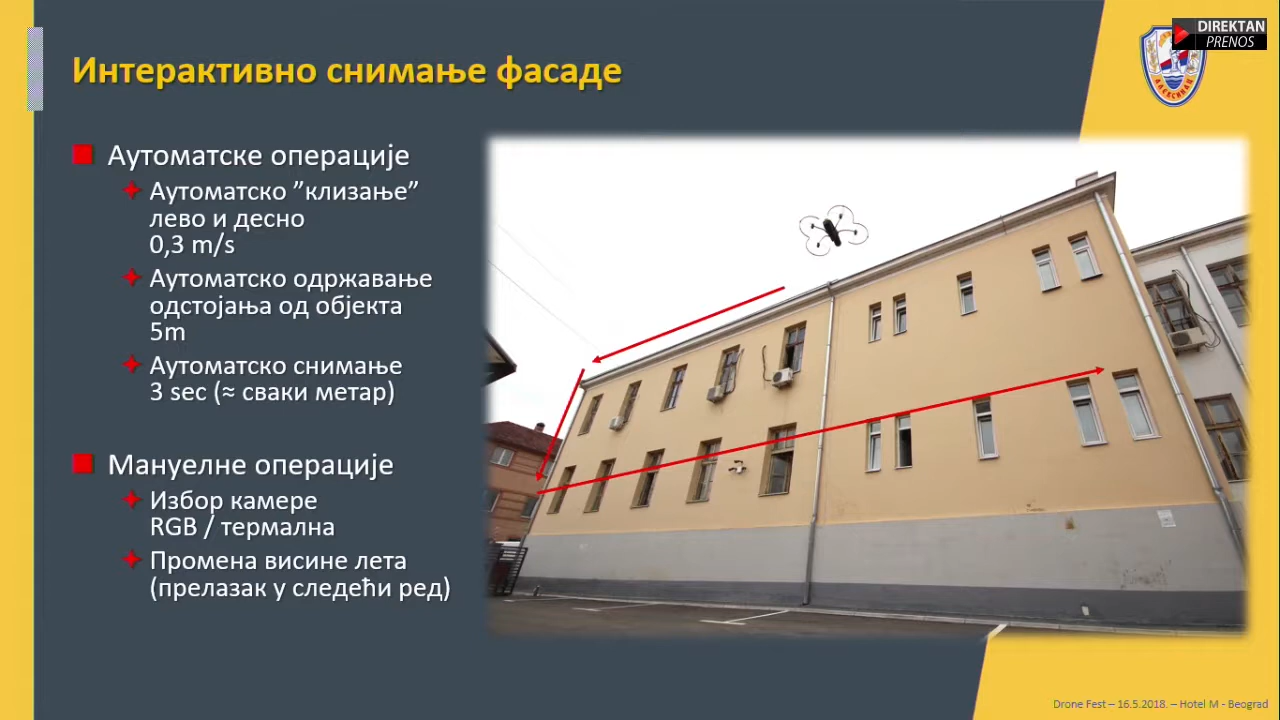 DIREKTAN
PRENOS
Интерактивно снимање фасаде
Аутоматске операције
Аутоматско ”клизање”
лево и десно
0,3 m/s
Аутоматско одржавање
одстојања од објекта
5m
Аутоматско снимање
3 sec (≈ сваки метар)
Мануелне операције
Избор камере
RGB / термална
Промена висине лета
(прелазак у следећи ред)
Drone Fest – 16.5.2018. – Hotel M - Beograd